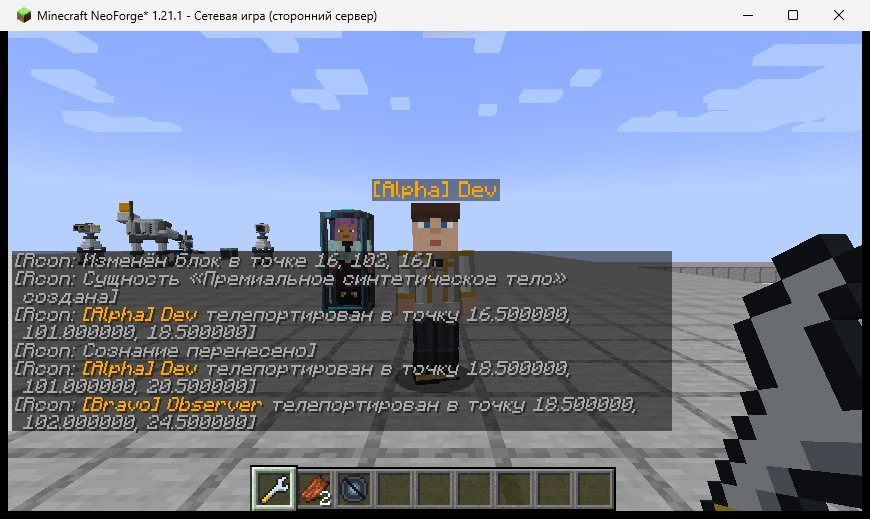 Minecraft NeoForge* 1.21.1 - Сетевая игра (сторонний сервер)
[Alpha] Dev
[Rcon: Изменён блок в точке 16, 102, 16]
[Rcon: Сущность «Премиальное синтетическое тело»
создана]
[Rcon: [Alpha] Dev телепортирован в точку 16.500000,
101.000000, 18.500000]
[Rcon: Сознание перенесено]
[Rcon: [Alpha] Dev телепортирован в точку 18.500000,
101.000000, 20.500000]
[Rcon: [Bravo] Observer телепортирован в точку 18.500000,
102.000000, 24.500000]
2